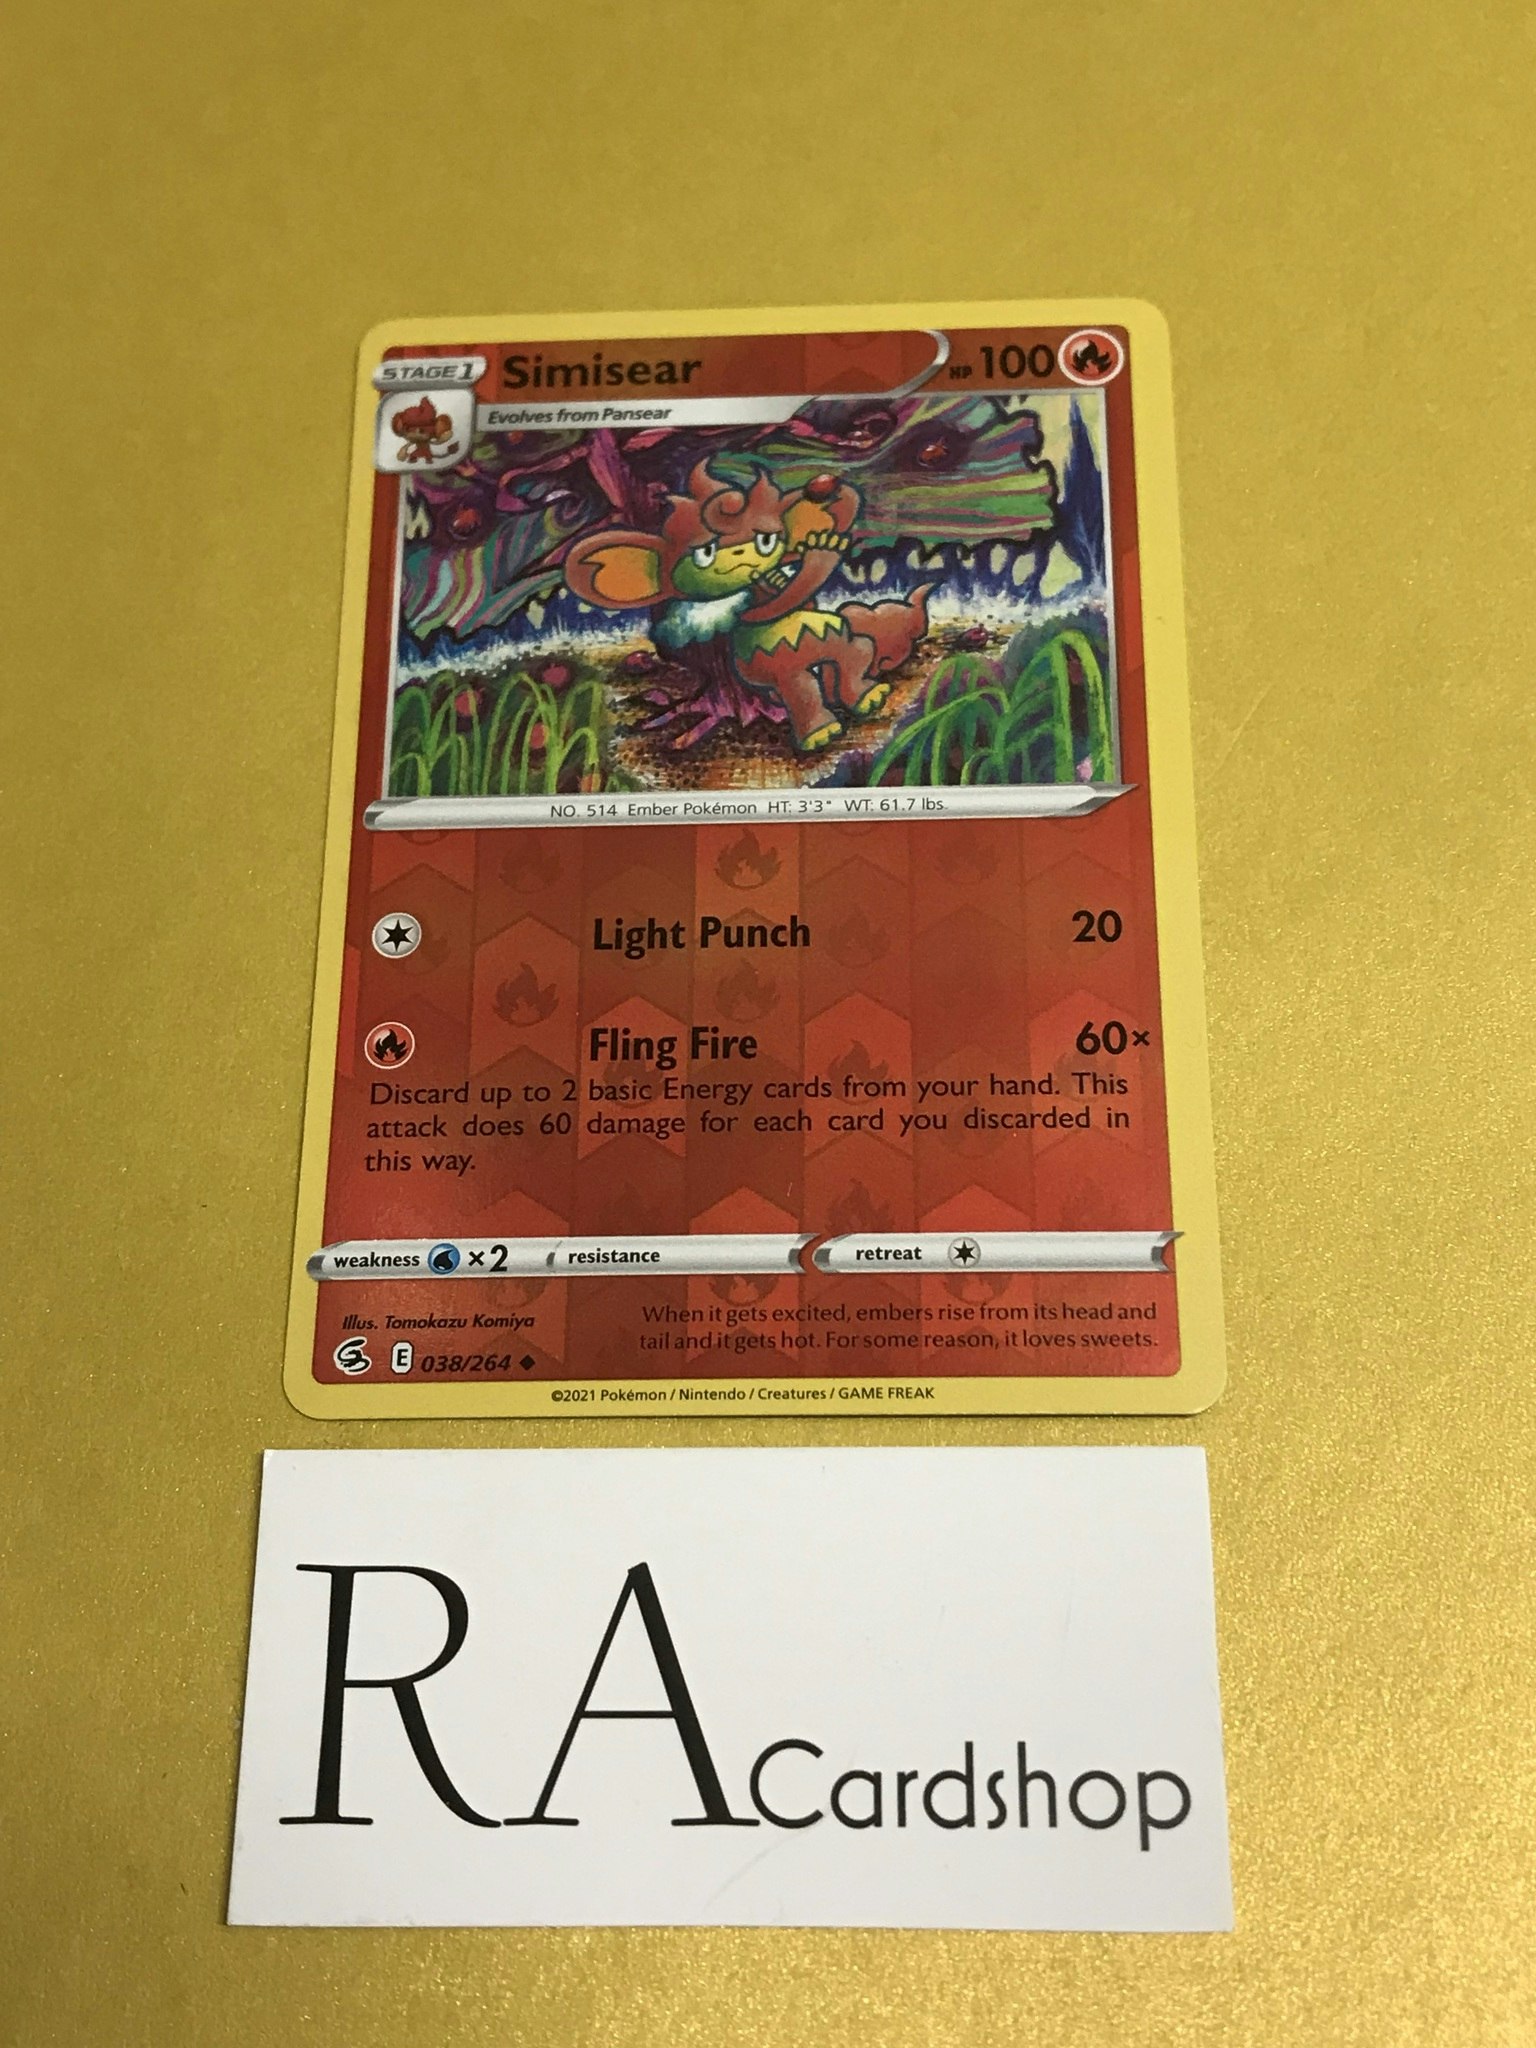 STAGE 1 Simisear HP 100
Evolves from Pansear
NO. 514 Ember Pokémon HT: 3'3" WT: 61.7 lbs.
Light Punch 20
Fling Fire 60×
Discard up to 2 basic Energy cards from your hand. This
attack does 60 damage for each card you discarded in
this way.
weakness ×2 resistance retreat
Illus. Tomokazu Komiya
When it gets excited, embers rise from its head and
tail and it gets hot. For some reason, it loves sweets.
E 038/264
©2021 Pokémon / Nintendo / Creatures / GAME FREAK
RA Cardshop